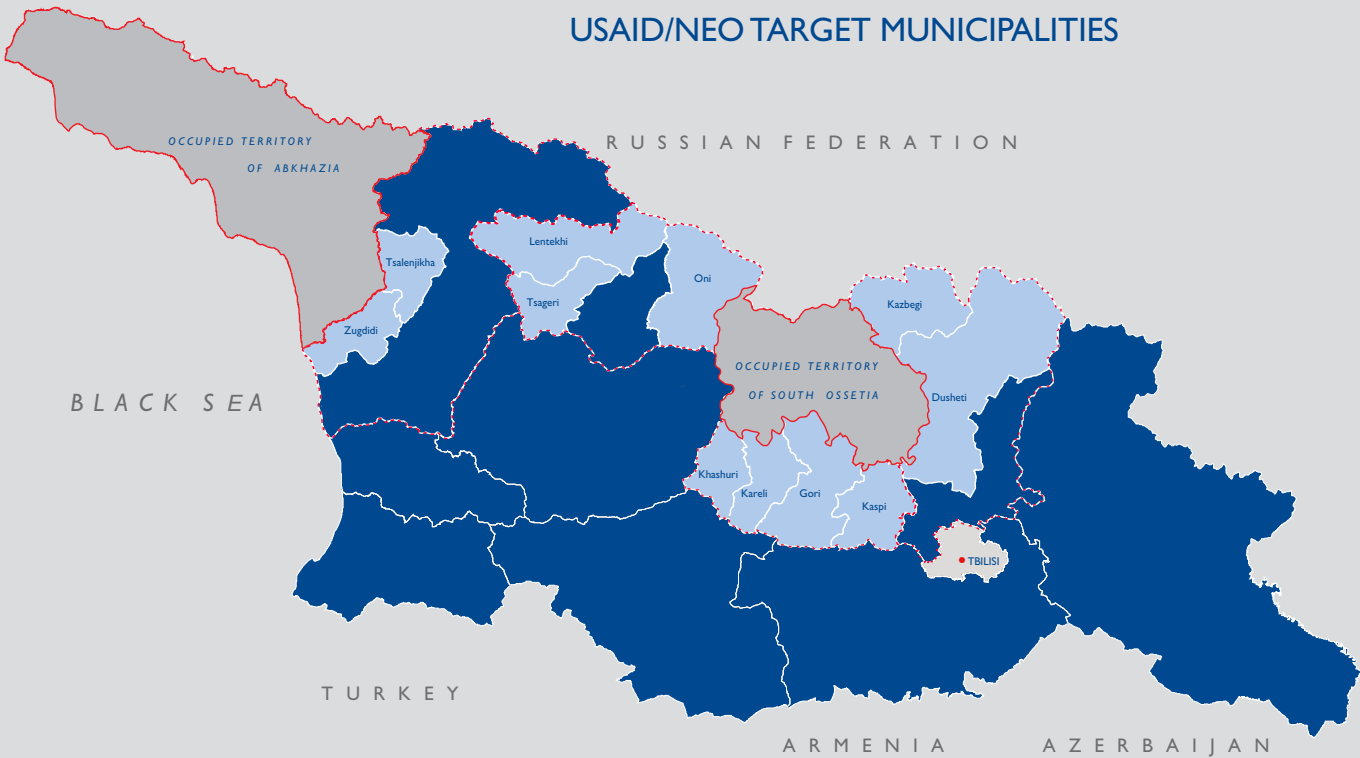 USAID/NEO TARGET MUNICIPALITIES
RUSSIAN FEDERATION
OCCUPIED TERRITORY
OF ABKHAZIA
Lentekhi
Tsalenjikha
Oni
Tsageri
Kazbegi
Zugdidi
OCCUPIED TERRITORY
OF SOUTH OSSETIA
BLACK SEA
Dusheti
Khashuri
Kareli
Gori
Kaspi
TBILISI
TURKEY
ARMENIA
AZERBAIJAN